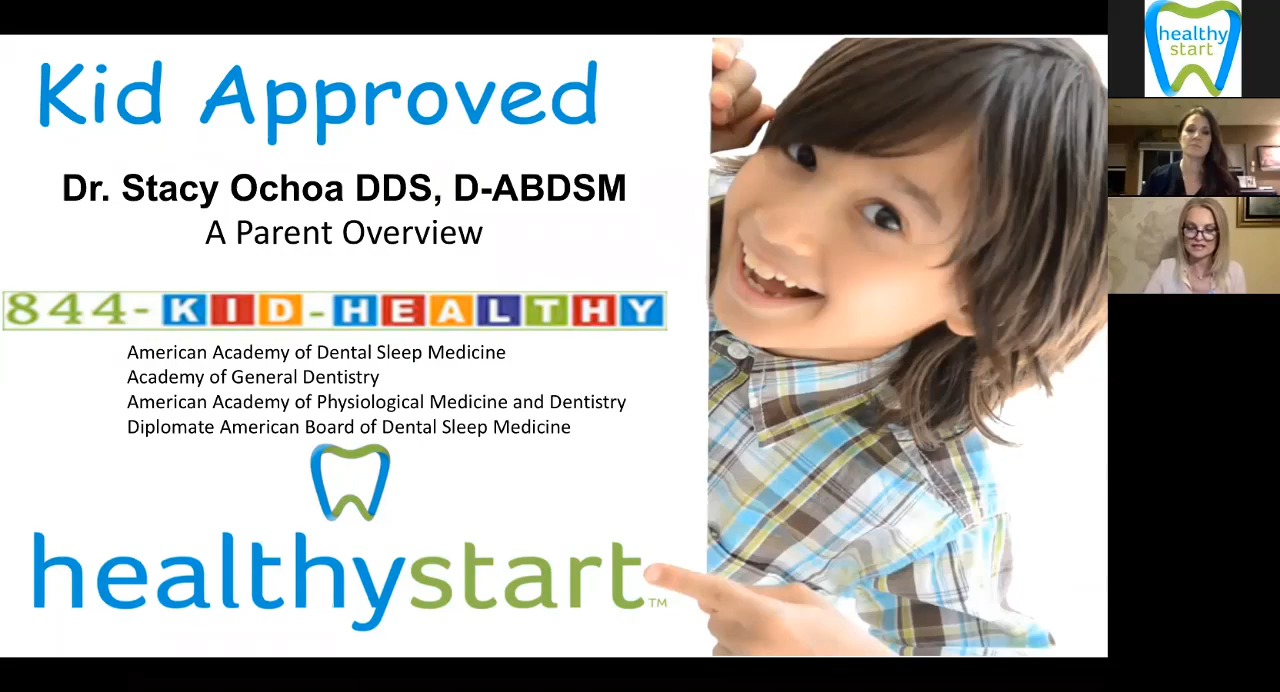 Kid Approved
Dr. Stacy Ochoa DDS, D-ABDSM
A Parent Overview
844-KID-HEALTHY
American Academy of Dental Sleep Medicine
Academy of General Dentistry
American Academy of Physiological Medicine and Dentistry
Diplomate American Board of Dental Sleep Medicine
healthystart™
healthy
start